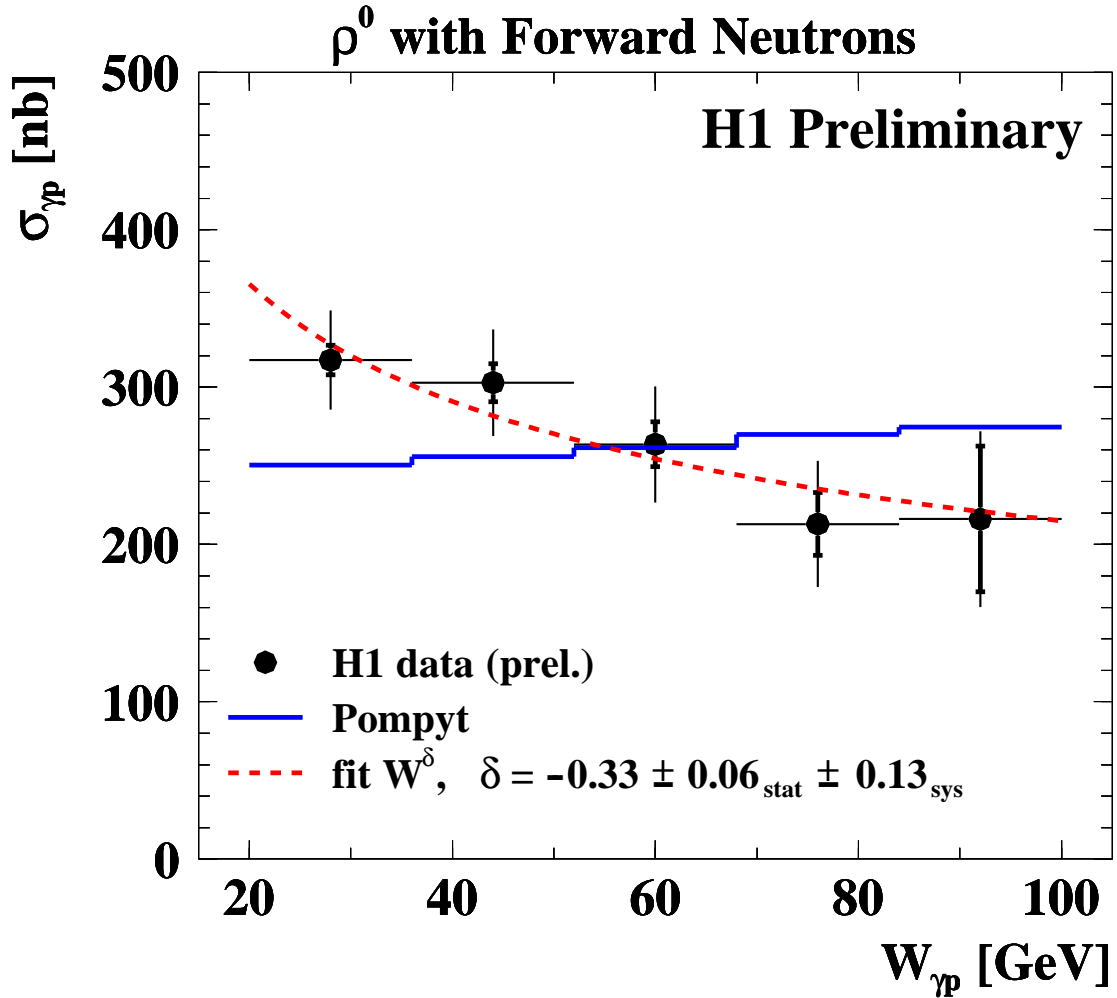 ρ⁰ with Forward Neutrons
H1 Preliminary
σγp [nb]
500
400
300
200
100
0
H1 data (prel.)
Pompyt
fit W^δ, δ = −0.33 ± 0.06stat ± 0.13sys
20 40 60 80 100
Wγp [GeV]